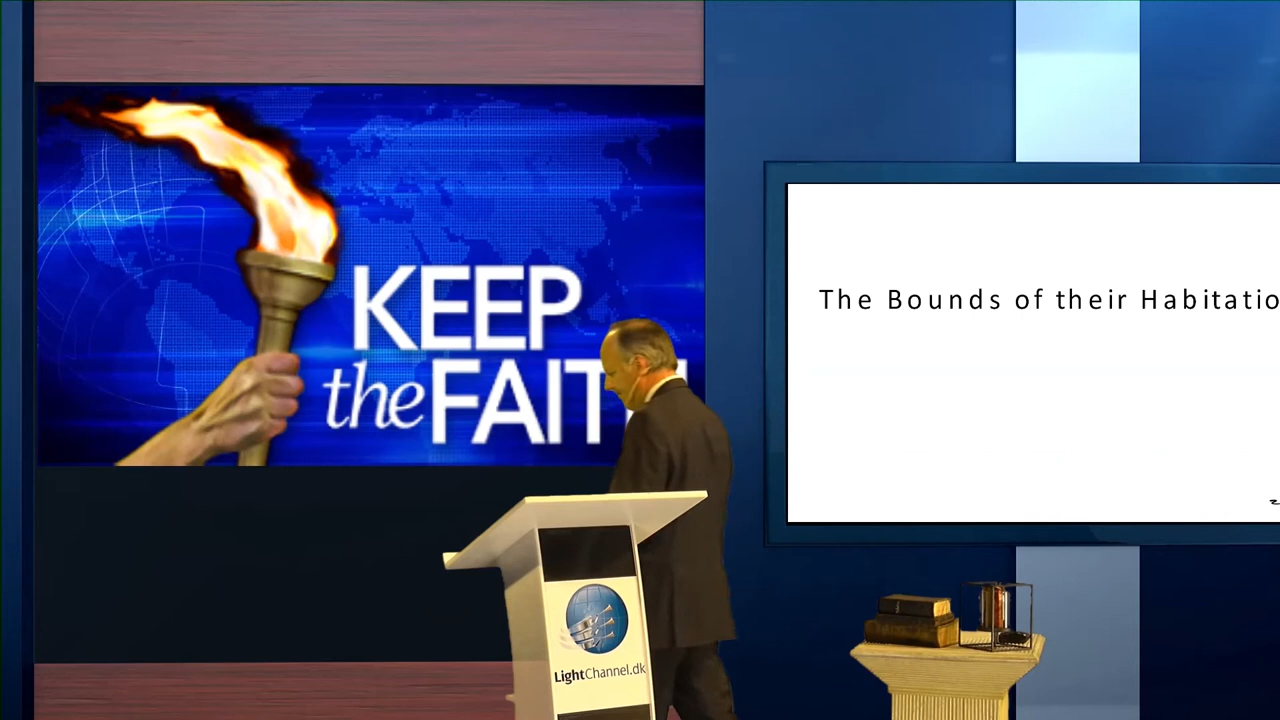 KEEP
the FAIT
The Bounds of their Habitatio
LightChannel.dk